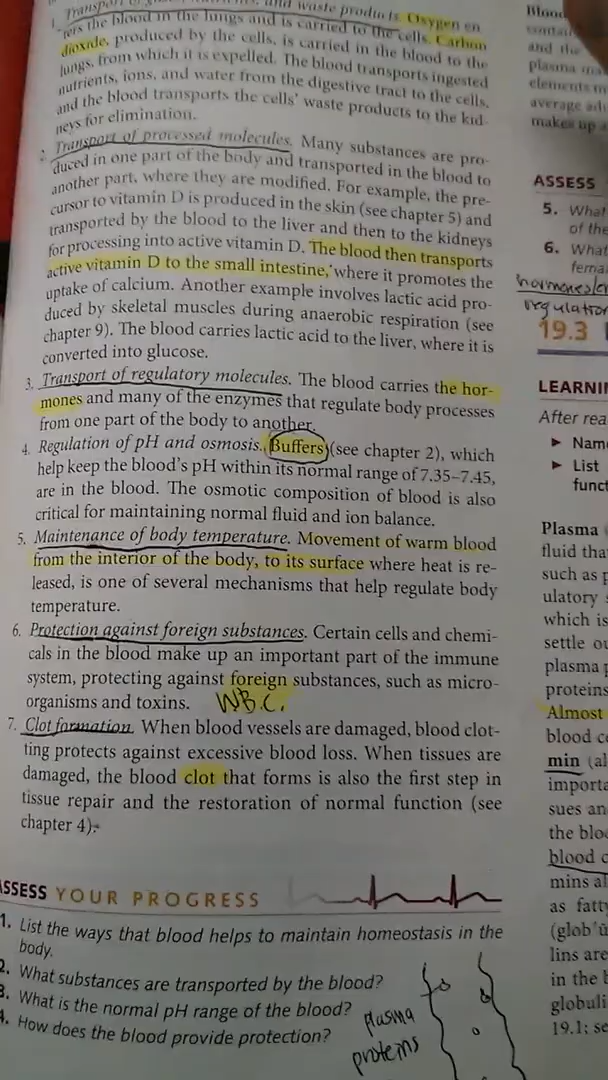 1. Transport of waste products. Oxygen en
ters the blood in the lungs and is carried to the cells. Carbon
dioxide, produced by the cells, is carried in the blood to the
lungs, from which it is expelled. The blood transports ingested
nutrients, ions, and water from the digestive tract to the cells,
and the blood transports the cells' waste products to the kid-
neys for elimination.
2. Transport of processed molecules. Many substances are pro-
duced in one part of the body and transported in the blood to
another part, where they are modified. For example, the pre-
cursor to vitamin D is produced in the skin (see chapter 5) and
transported by the blood to the liver and then to the kidneys
for processing into active vitamin D. The blood then transports
active vitamin D to the small intestine, where it promotes the
uptake of calcium. Another example involves lactic acid pro-
duced by skeletal muscles during anaerobic respiration (see
chapter 9). The blood carries lactic acid to the liver, where it is
converted into glucose.
3. Transport of regulatory molecules. The blood carries the hor-
mones and many of the enzymes that regulate body processes
from one part of the body to another.
4. Regulation of pH and osmosis. Buffers (see chapter 2), which
help keep the blood's pH within its normal range of 7.35–7.45,
are in the blood. The osmotic composition of blood is also
critical for maintaining normal fluid and ion balance.
5. Maintenance of body temperature. Movement of warm blood
from the interior of the body, to its surface where heat is re-
leased, is one of several mechanisms that help regulate body
temperature.
6. Protection against foreign substances. Certain cells and chemi-
cals in the blood make up an important part of the immune
system, protecting against foreign substances, such as micro-
organisms and toxins. W.B.C.
7. Clot formation. When blood vessels are damaged, blood clot-
ting protects against excessive blood loss. When tissues are
damaged, the blood clot that forms is also the first step in
tissue repair and the restoration of normal function (see
chapter 4).
ASSESS YOUR PROGRESS
1. List the ways that blood helps to maintain homeostasis in the
body.
2. What substances are transported by the blood?
3. What is the normal pH range of the blood?
4. How does the blood provide protection?
plasma
proteins
Blood
and the
plasma
elements
average
makes up
ASSESS
5. What
of the
6. What
regulation
19.3
LEARNIN
After rea
► Nam
► List
funct
Plasma
fluid tha
such as
ulatory
which is
settle
plasma
proteins
Almost
blood
min (al
importa
sues an
the bloo
blood
mins al
as fatty
(glob'
lins are
in the
globuli
19.1; se